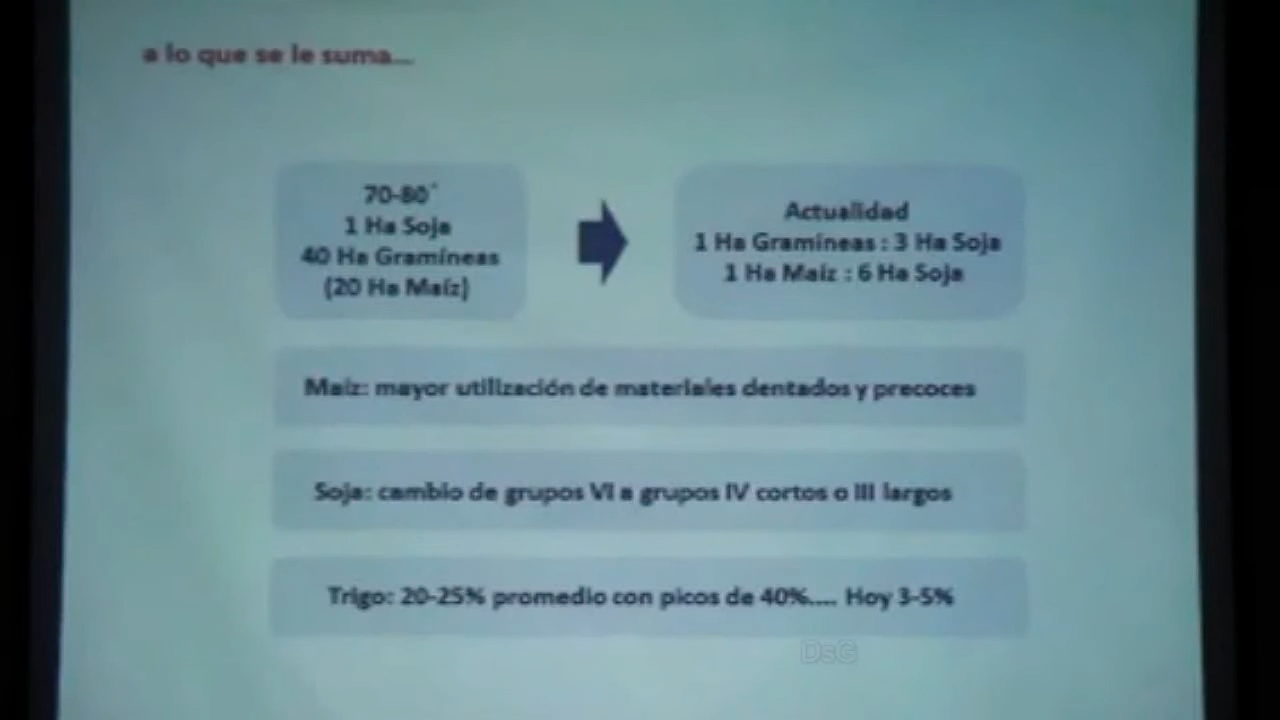 a lo que se le suma...
70-80´
1 Ha Soja
40 Ha Gramíneas
(20 Ha Maíz)
Actualidad
1 Ha Gramíneas : 3 Ha Soja
1 Ha Maíz : 6 Ha Soja
Maíz: mayor utilización de materiales dentados y precoces
Soja: cambio de grupos VI a grupos IV cortos o III largos
Trigo: 20-25% promedio con picos de 40%.... Hoy 3-5%
DsG